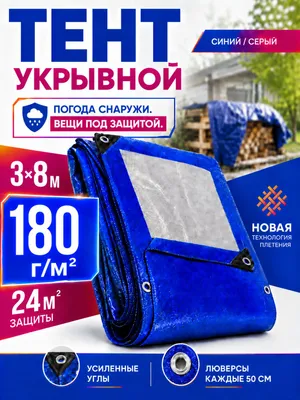 ТЕНТ
СИНИЙ / СЕРЫЙ
УКРЫВНОЙ
ПОГОДА СНАРУЖИ.
ВЕЩИ ПОД ЗАЩИТОЙ.
3×8 м
180
г/м²
24 м²
ЗАЩИТЫ
НОВАЯ
ТЕХНОЛОГИЯ
ПЛЕТЕНИЯ
УСИЛЕННЫЕ
УГЛЫ
ЛЮВЕРСЫ
КАЖДЫЕ 50 СМ